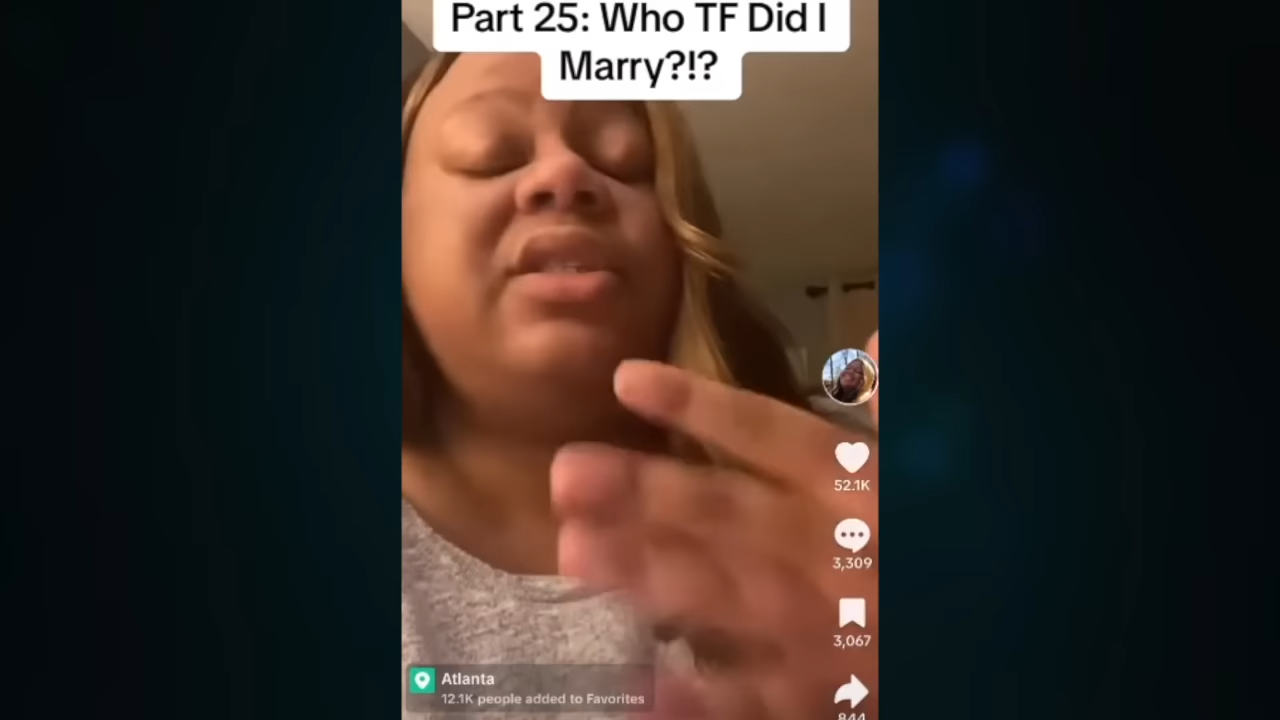 Part 25: Who TF Did I
Marry?!?
52.1K
3,309
3,067
844
Atlanta
12.1K people added to Favorites